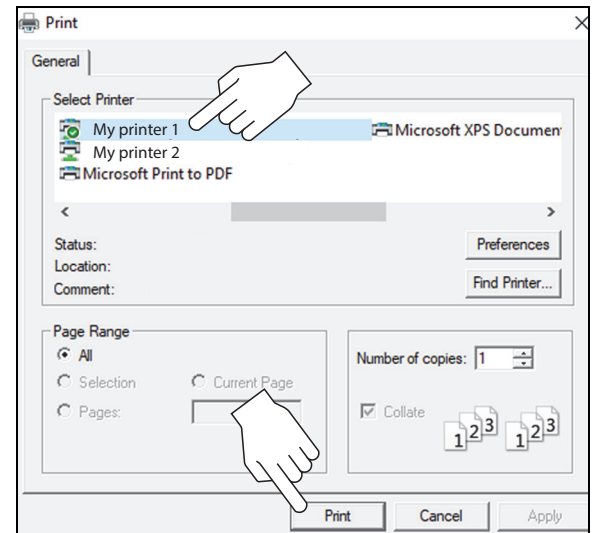 Print
General
Select Printer
My printer 1
Microsoft XPS Documen
My printer 2
Microsoft Print to PDF
Status:
Preferences
Location:
Comment:
Find Printer...
Page Range
All
Number of copies: 1
Selection
Current Page
Pages:
Collate
1 2 3 1 2 3
Print
Cancel
Apply